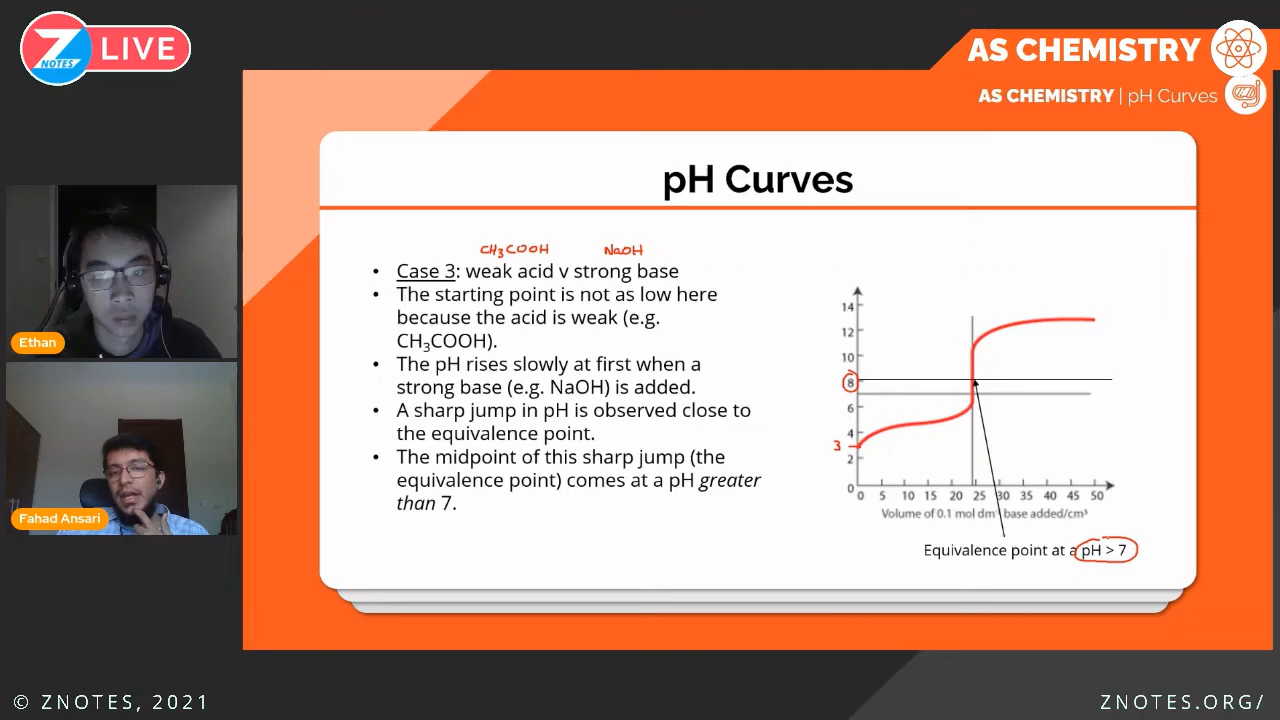 Z
NOTES
LIVE
AS CHEMISTRY
AS CHEMISTRY | pH Curves
pH Curves
CH₃COOH NaOH
• Case 3: weak acid v strong base
• The starting point is not as low here
because the acid is weak (e.g.
CH₃COOH).
• The pH rises slowly at first when a
strong base (e.g. NaOH) is added.
• A sharp jump in pH is observed close to
the equivalence point.
• The midpoint of this sharp jump (the
equivalence point) comes at a pH greater
than 7.
14
12
10
8
6
4
3
2
0
0 5 10 15 20 25 30 35 40 45 50
Volume of 0.1 mol dm⁻³ base added/cm³
Equivalence point at a pH > 7
Ethan
Fahad Ansari
© ZNOTES, 2021
ZNOTES.ORG/